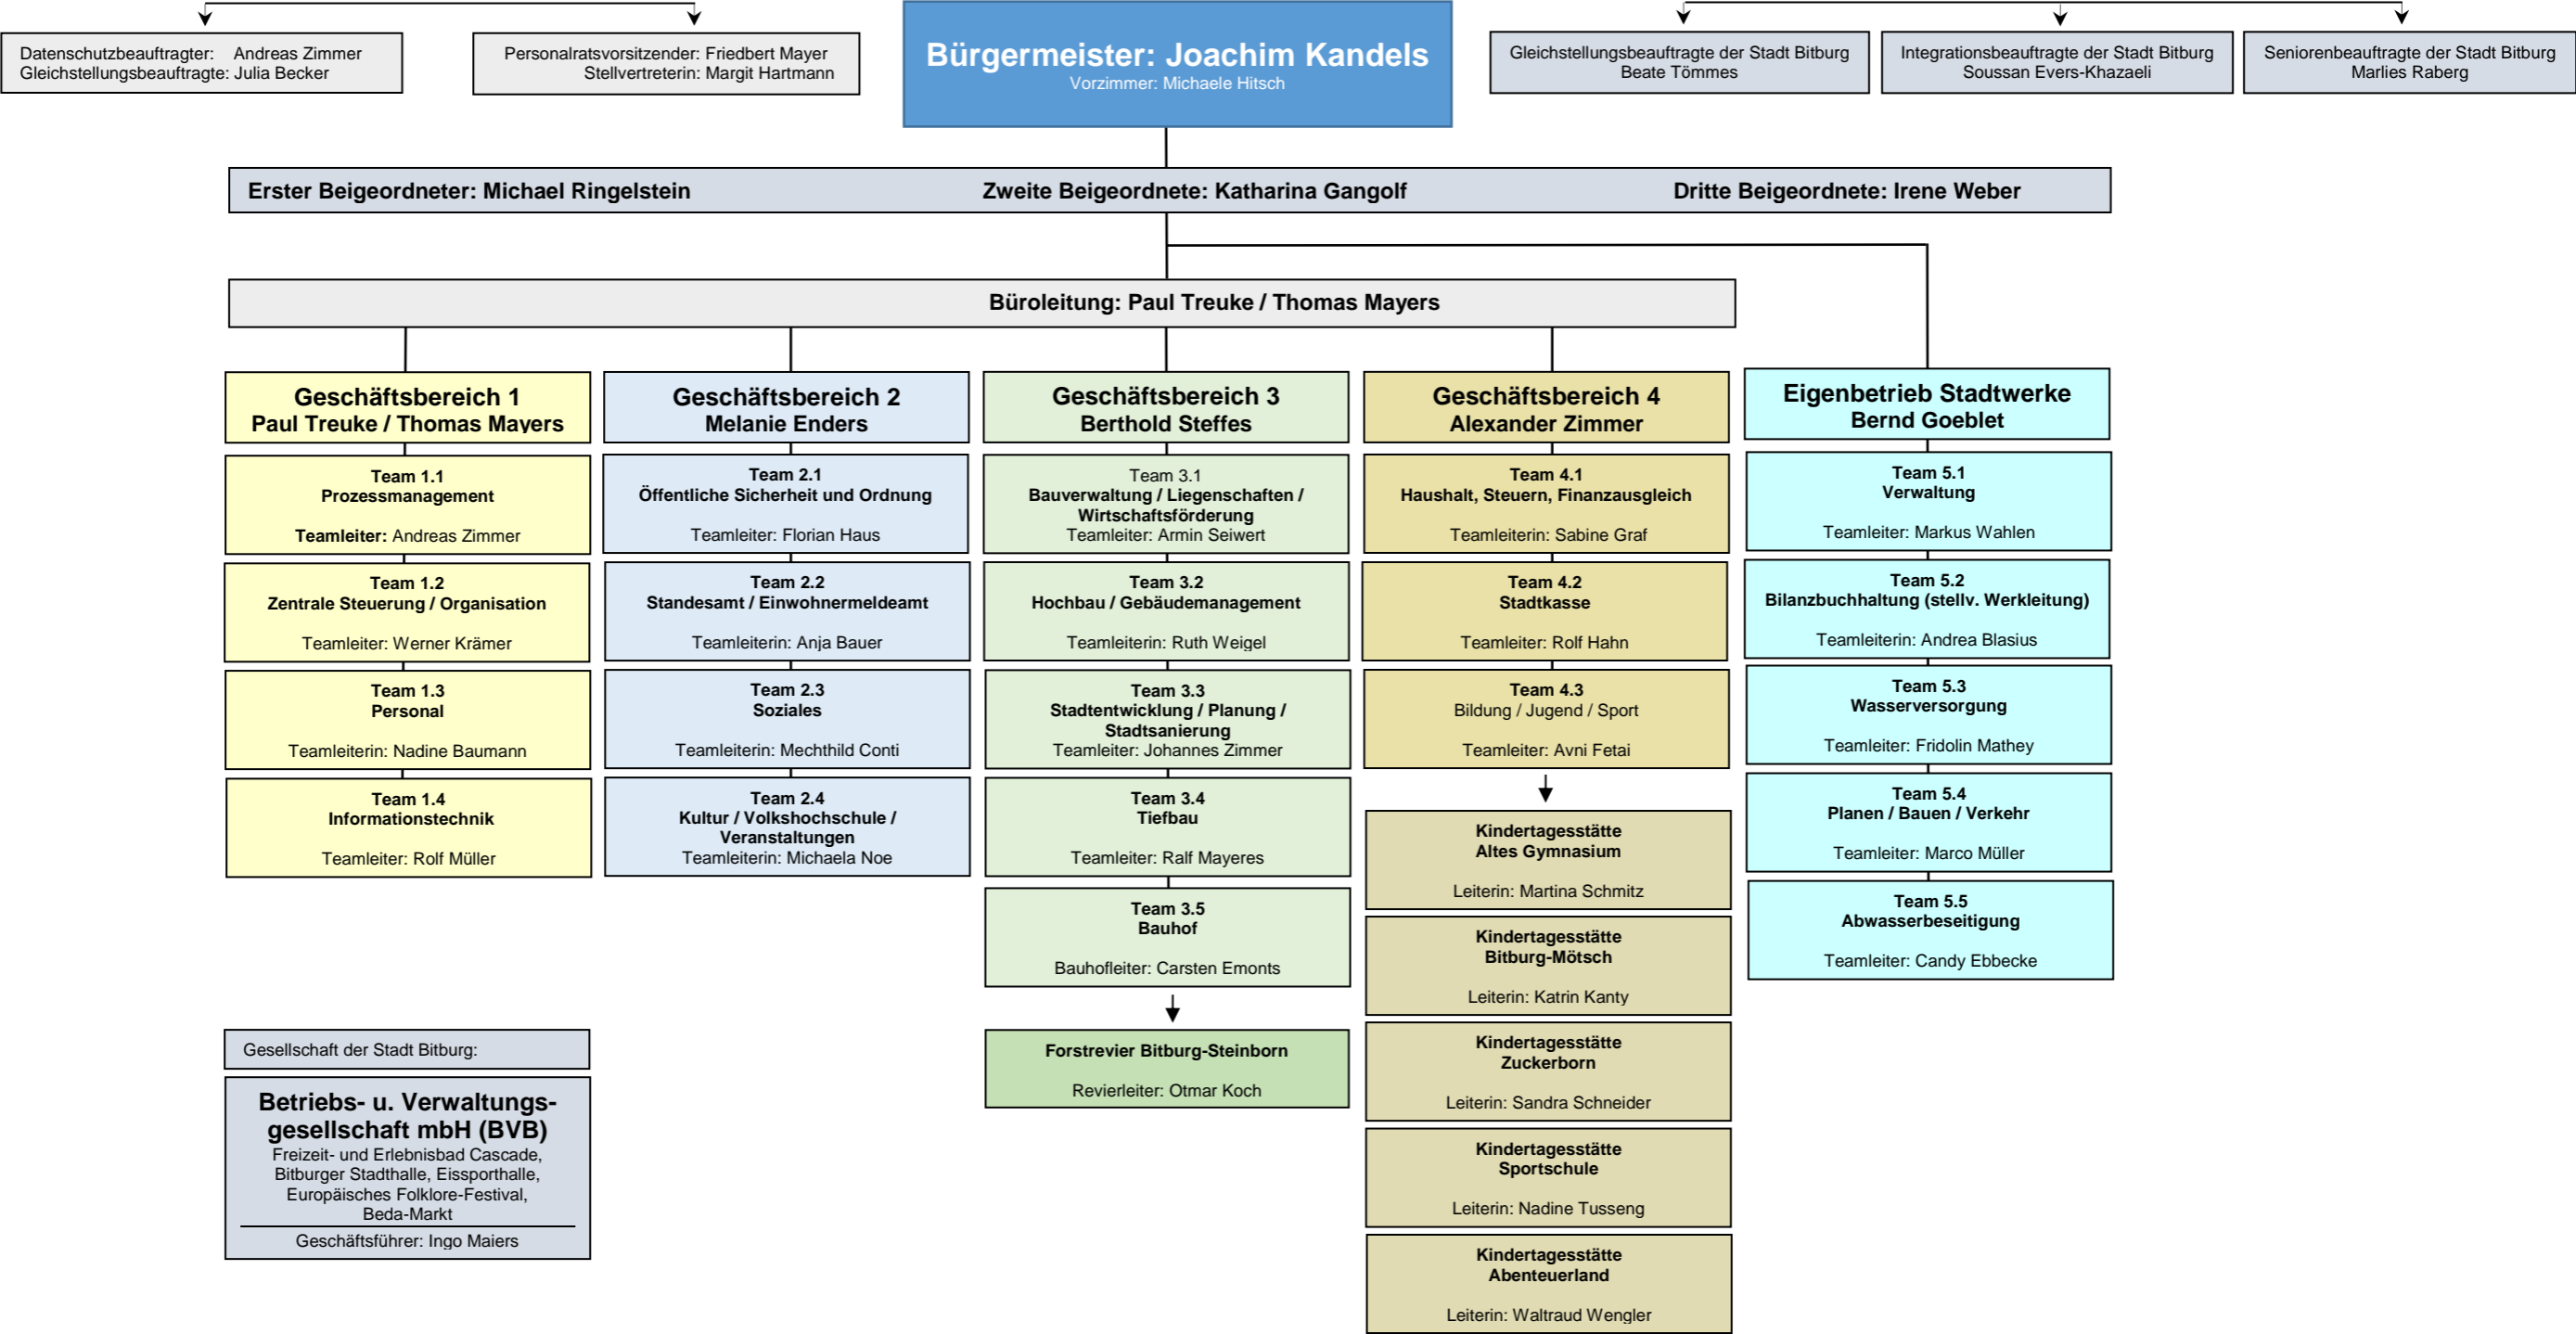 Datenschutzbeauftragter: Andreas Zimmer
Gleichstellungsbeauftragte: Julia Becker
Personalratsvorsitzender: Friedbert Mayer
Stellvertreterin: Margit Hartmann
Bürgermeister: Joachim Kandels
Vorzimmer: Michaele Hitsch
Gleichstellungsbeauftragte der Stadt Bitburg
Beate Tömmes
Integrationsbeauftragte der Stadt Bitburg
Soussan Evers-Khazaeli
Seniorenbeauftragte der Stadt Bitburg
Marlies Raberg
Erster Beigeordneter: Michael Ringelstein
Zweite Beigeordnete: Katharina Gangolf
Dritte Beigeordnete: Irene Weber
Büroleitung: Paul Treuke / Thomas Mayers
Geschäftsbereich 1
Paul Treuke / Thomas Mayers
Team 1.1
Prozessmanagement
Teamleiter: Andreas Zimmer
Team 1.2
Zentrale Steuerung / Organisation
Teamleiter: Werner Krämer
Team 1.3
Personal
Teamleiterin: Nadine Baumann
Team 1.4
Informationstechnik
Teamleiter: Rolf Müller
Geschäftsbereich 2
Melanie Enders
Team 2.1
Öffentliche Sicherheit und Ordnung
Teamleiter: Florian Haus
Team 2.2
Standesamt / Einwohnermeldeamt
Teamleiterin: Anja Bauer
Team 2.3
Soziales
Teamleiterin: Mechthild Conti
Team 2.4
Kultur / Volkshochschule /
Veranstaltungen
Teamleiterin: Michaela Noe
Geschäftsbereich 3
Berthold Steffes
Team 3.1
Bauverwaltung / Liegenschaften /
Wirtschaftsförderung
Teamleiter: Armin Seiwert
Team 3.2
Hochbau / Gebäudemanagement
Teamleiterin: Ruth Weigel
Team 3.3
Stadtentwicklung / Planung /
Stadtsanierung
Teamleiter: Johannes Zimmer
Team 3.4
Tiefbau
Teamleiter: Ralf Mayeres
Team 3.5
Bauhof
Bauhofleiter: Carsten Emonts
Forstrevier Bitburg-Steinborn
Revierleiter: Otmar Koch
Geschäftsbereich 4
Alexander Zimmer
Team 4.1
Haushalt, Steuern, Finanzausgleich
Teamleiterin: Sabine Graf
Team 4.2
Stadtkasse
Teamleiter: Rolf Hahn
Team 4.3
Bildung / Jugend / Sport
Teamleiter: Avni Fetai
Kindertagesstätte
Altes Gymnasium
Leiterin: Martina Schmitz
Kindertagesstätte
Bitburg-Mötsch
Leiterin: Katrin Kanty
Kindertagesstätte
Zuckerborn
Leiterin: Sandra Schneider
Kindertagesstätte
Sportschule
Leiterin: Nadine Tusseng
Kindertagesstätte
Abenteuerland
Leiterin: Waltraud Wengler
Eigenbetrieb Stadtwerke
Bernd Goeblet
Team 5.1
Verwaltung
Teamleiter: Markus Wahlen
Team 5.2
Bilanzbuchhaltung (stellv. Werkleitung)
Teamleiterin: Andrea Blasius
Team 5.3
Wasserversorgung
Teamleiter: Fridolin Mathey
Team 5.4
Planen / Bauen / Verkehr
Teamleiter: Marco Müller
Team 5.5
Abwasserbeseitigung
Teamleiter: Candy Ebbecke
Gesellschaft der Stadt Bitburg:
Betriebs- u. Verwaltungs-
gesellschaft mbH (BVB)
Freizeit- und Erlebnisbad Cascade,
Bitburger Stadthalle, Eissporthalle,
Europäisches Folklore-Festival,
Beda-Markt
Geschäftsführer: Ingo Maiers